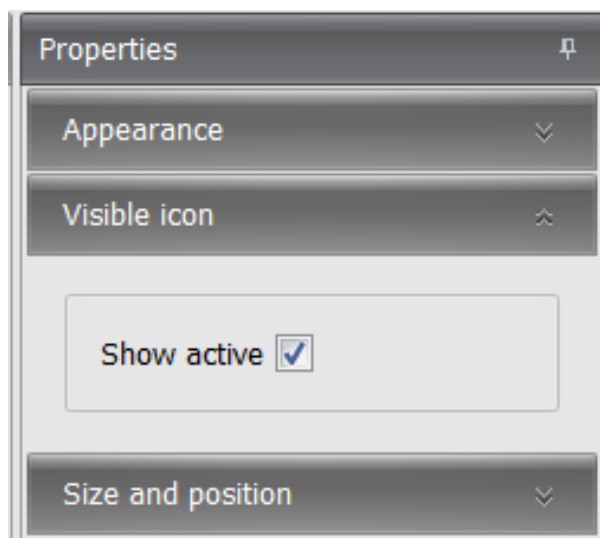 Properties
Appearance
Visible icon
Show active
Size and position